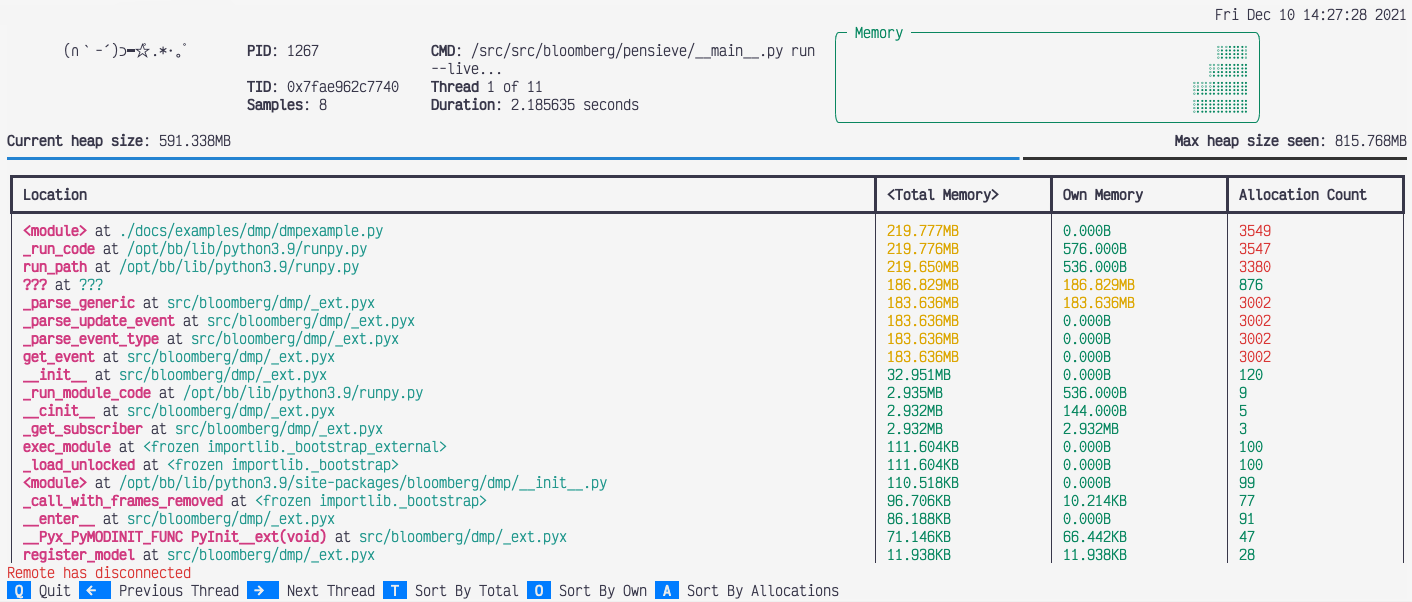 Fri Dec 10 14:27:28 2021
(∩｀-´)⊃━☆ﾟ.*･｡ﾟ PID: 1267 CMD: /src/src/bloomberg/pensieve/__main__.py run
--live...
TID: 0x7fae962c7740 Thread 1 of 11
Samples: 8 Duration: 2.185635 seconds
Memory
Current heap size: 591.338MB Max heap size seen: 815.768MB
Location <Total Memory> Own Memory Allocation Count
<module> at ./docs/examples/dmp/dmpexample.py 219.777MB 0.000B 3549
_run_code at /opt/bb/lib/python3.9/runpy.py 219.776MB 576.000B 3547
run_path at /opt/bb/lib/python3.9/runpy.py 219.650MB 536.000B 3380
??? at ??? 186.829MB 186.829MB 876
_parse_generic at src/bloomberg/dmp/_ext.pyx 183.636MB 183.636MB 3002
_parse_update_event at src/bloomberg/dmp/_ext.pyx 183.636MB 0.000B 3002
_parse_event_type at src/bloomberg/dmp/_ext.pyx 183.636MB 0.000B 3002
get_event at src/bloomberg/dmp/_ext.pyx 183.636MB 0.000B 3002
__init__ at src/bloomberg/dmp/_ext.pyx 32.951MB 0.000B 120
_run_module_code at /opt/bb/lib/python3.9/runpy.py 2.935MB 536.000B 9
__cinit__ at src/bloomberg/dmp/_ext.pyx 2.932MB 144.000B 5
_get_subscriber at src/bloomberg/dmp/_ext.pyx 2.932MB 2.932MB 3
exec_module at <frozen importlib._bootstrap_external> 111.604KB 0.000B 100
_load_unlocked at <frozen importlib._bootstrap> 111.604KB 0.000B 100
<module> at /opt/bb/lib/python3.9/site-packages/bloomberg/dmp/__init__.py 110.518KB 0.000B 99
_call_with_frames_removed at <frozen importlib._bootstrap> 96.706KB 10.214KB 77
__enter__ at src/bloomberg/dmp/_ext.pyx 86.188KB 0.000B 91
__Pyx_PyMODINIT_FUNC PyInit__ext(void) at src/bloomberg/dmp/_ext.pyx 71.146KB 66.442KB 47
register_model at src/bloomberg/dmp/_ext.pyx 11.938KB 11.938KB 28
Remote has disconnected
Q Quit ← Previous Thread → Next Thread T Sort By Total O Sort By Own A Sort By Allocations